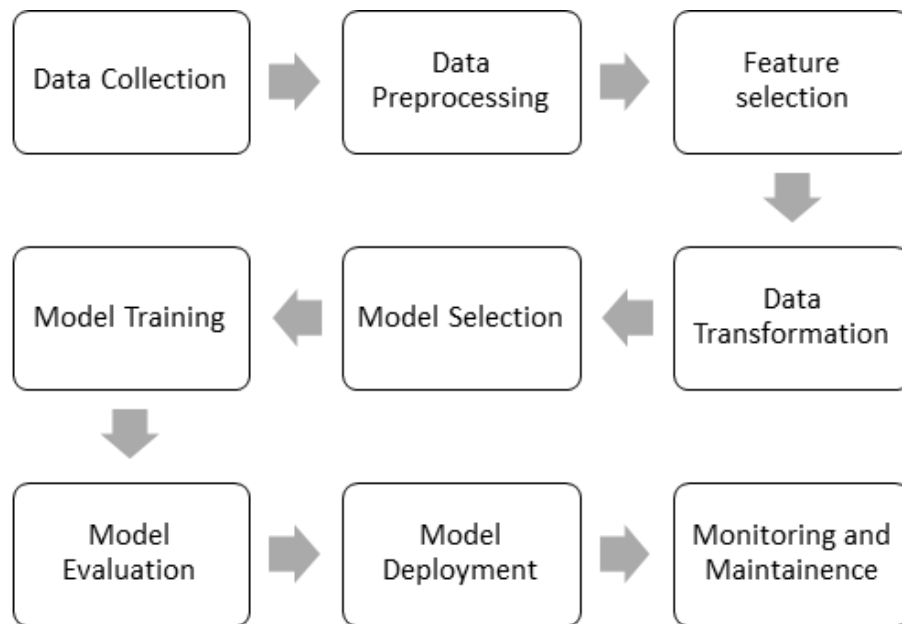 Data Collection
Data
Preprocessing
Feature
selection
Data
Transformation
Model Selection
Model Training
Model
Evaluation
Model
Deployment
Monitoring and
Maintainence